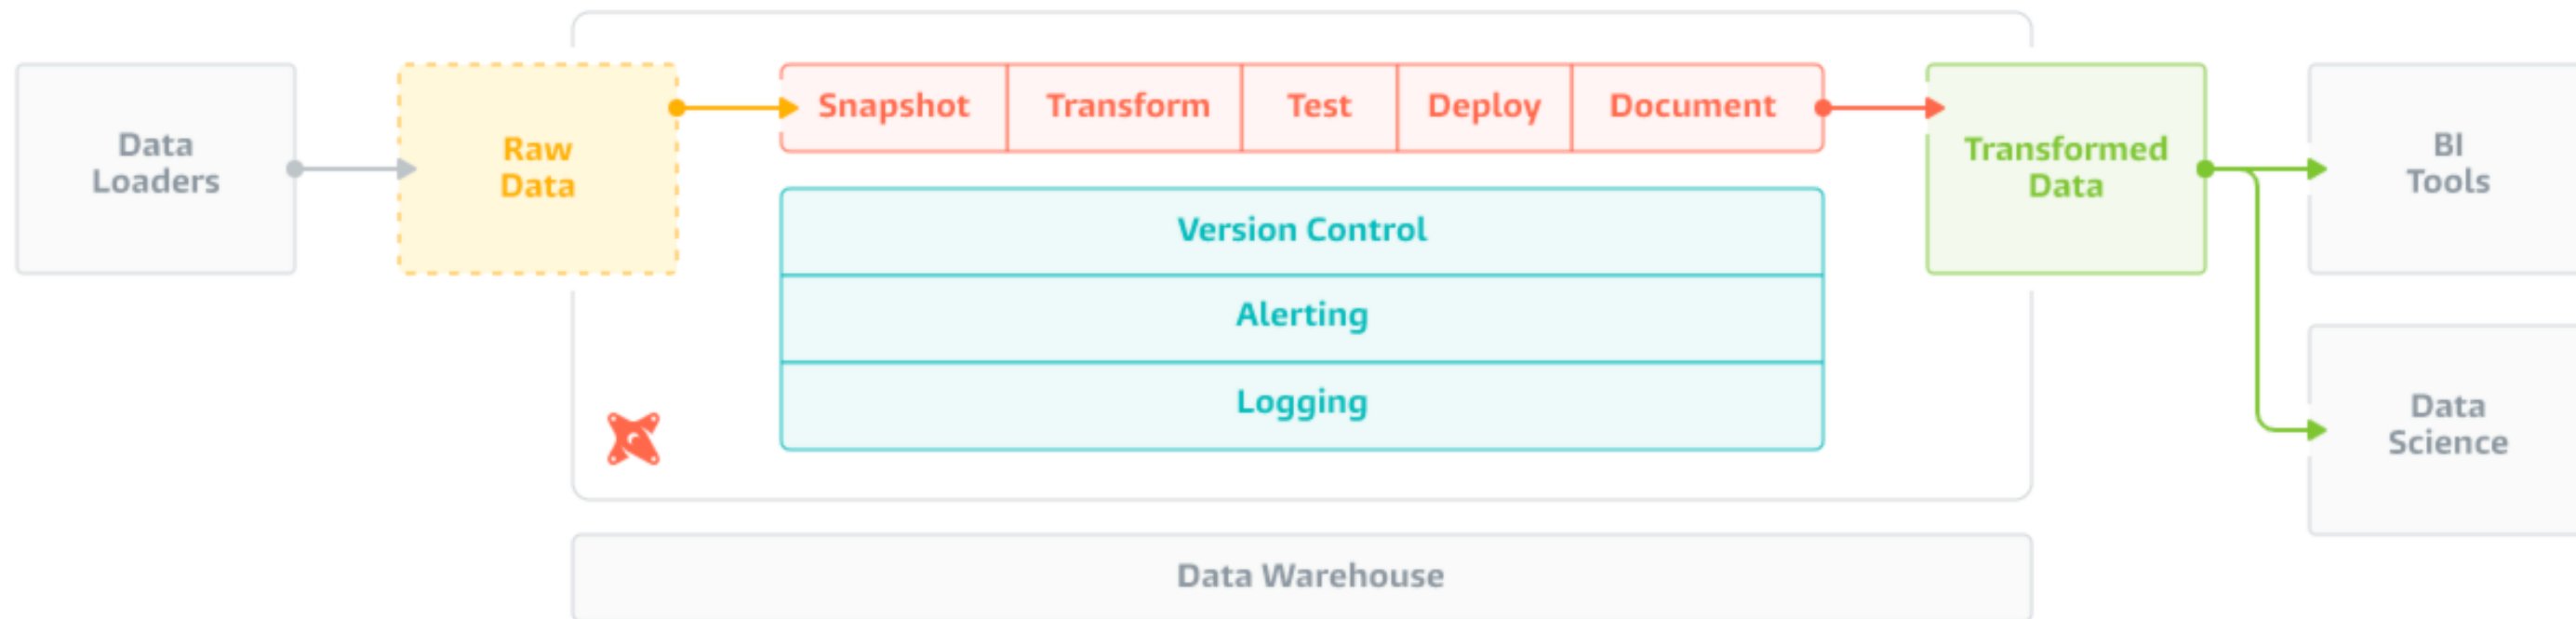 Data
Loaders
Raw
Data
Snapshot
Transform
Test
Deploy
Document
Version Control
Alerting
Logging
Transformed
Data
BI
Tools
Data
Science
Data Warehouse